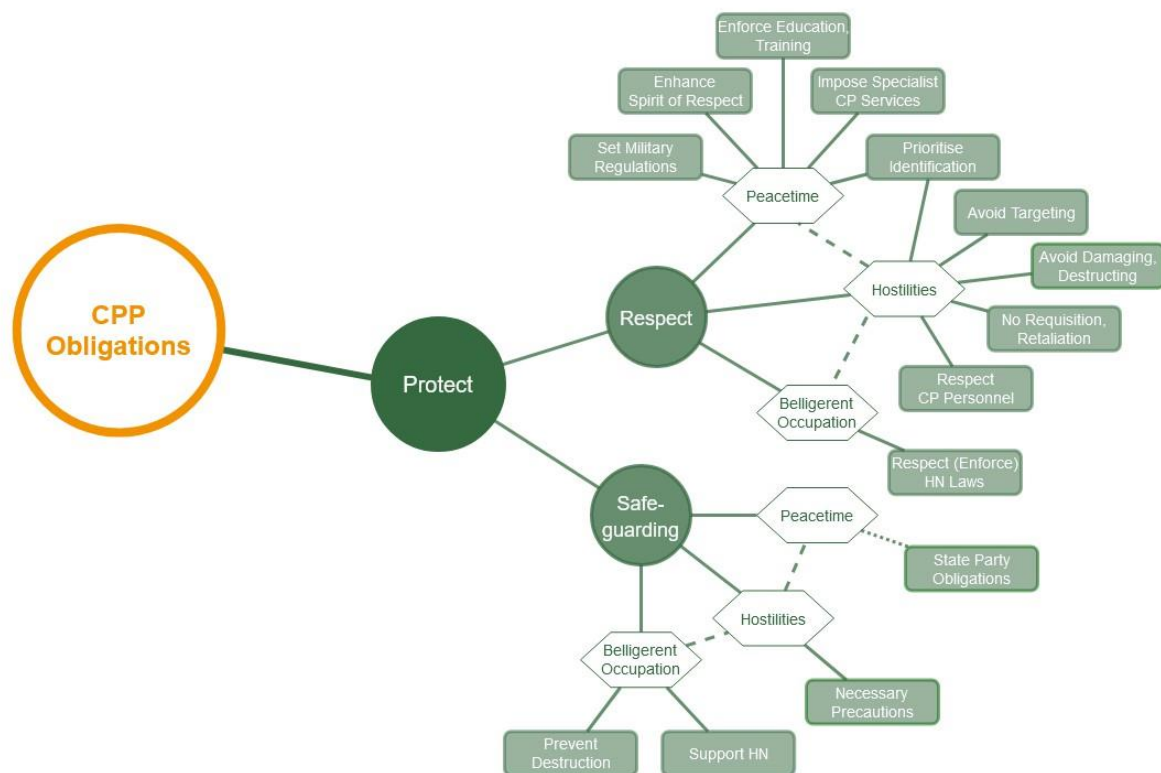 Enforce Education,
Training
Enhance
Spirit of Respect
Impose Specialist
CP Services
Set Military
Regulations
Prioritise
Identification
Peacetime
Avoid Targeting
Avoid Damaging,
Destructing
Hostilities
CPP
Obligations
Respect
No Requisition,
Retaliation
Protect
Respect
CP Personnel
Belligerent
Occupation
Respect (Enforce)
HN Laws
Safe-
guarding
Peacetime
State Party
Obligations
Hostilities
Belligerent
Occupation
Necessary
Precautions
Prevent
Destruction
Support HN